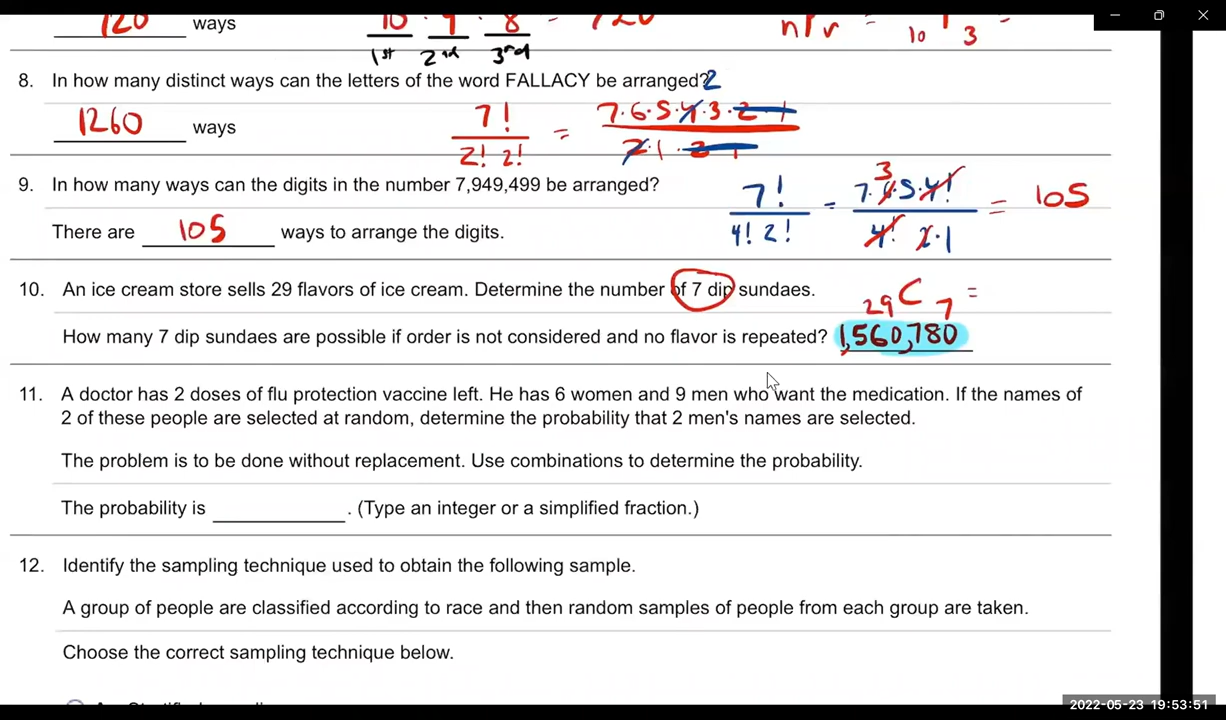 120 ways 10 · 9 · 8 = 720 nPr = 10 P 3 =
1st 2nd 3rd
8. In how many distinct ways can the letters of the word FALLACY be arranged? 2
1260 ways 7! / 2! 2! = 7·6·5·4·3·2·1 / 2·1·2·1
9. In how many ways can the digits in the number 7,949,499 be arranged?
There are 105 ways to arrange the digits. 7! / 4! 2! = 7·6·5·4! / 4! 2·1 3 = 105
10. An ice cream store sells 29 flavors of ice cream. Determine the number of 7 dip sundaes. 29 C 7 =
How many 7 dip sundaes are possible if order is not considered and no flavor is repeated? 1,560,780
11. A doctor has 2 doses of flu protection vaccine left. He has 6 women and 9 men who want the medication. If the names of
2 of these people are selected at random, determine the probability that 2 men's names are selected.
The problem is to be done without replacement. Use combinations to determine the probability.
The probability is ____. (Type an integer or a simplified fraction.)
12. Identify the sampling technique used to obtain the following sample.
A group of people are classified according to race and then random samples of people from each group are taken.
Choose the correct sampling technique below.
2022-05-23 19:53:51